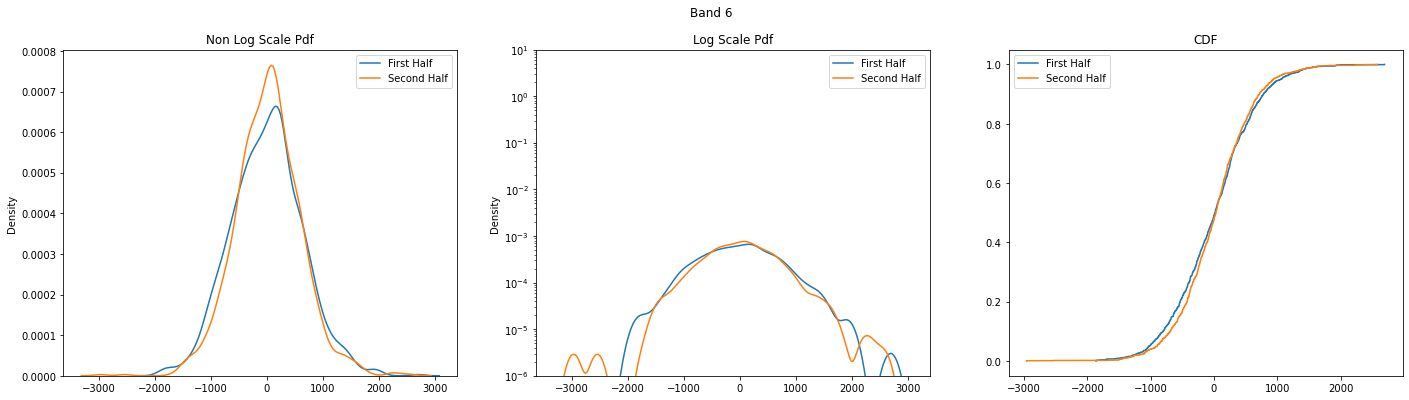 Band 6
Non Log Scale Pdf
Density
0.0008
0.0007
0.0006
0.0005
0.0004
0.0003
0.0002
0.0001
0.0000
−3000 −2000 −1000 0 1000 2000 3000
First Half
Second Half
Log Scale Pdf
Density
10^1
10^0
10^−1
10^−2
10^−3
10^−4
10^−5
10^−6
−3000 −2000 −1000 0 1000 2000 3000
First Half
Second Half
CDF
1.0
0.8
0.6
0.4
0.2
0.0
−3000 −2000 −1000 0 1000 2000
First Half
Second Half